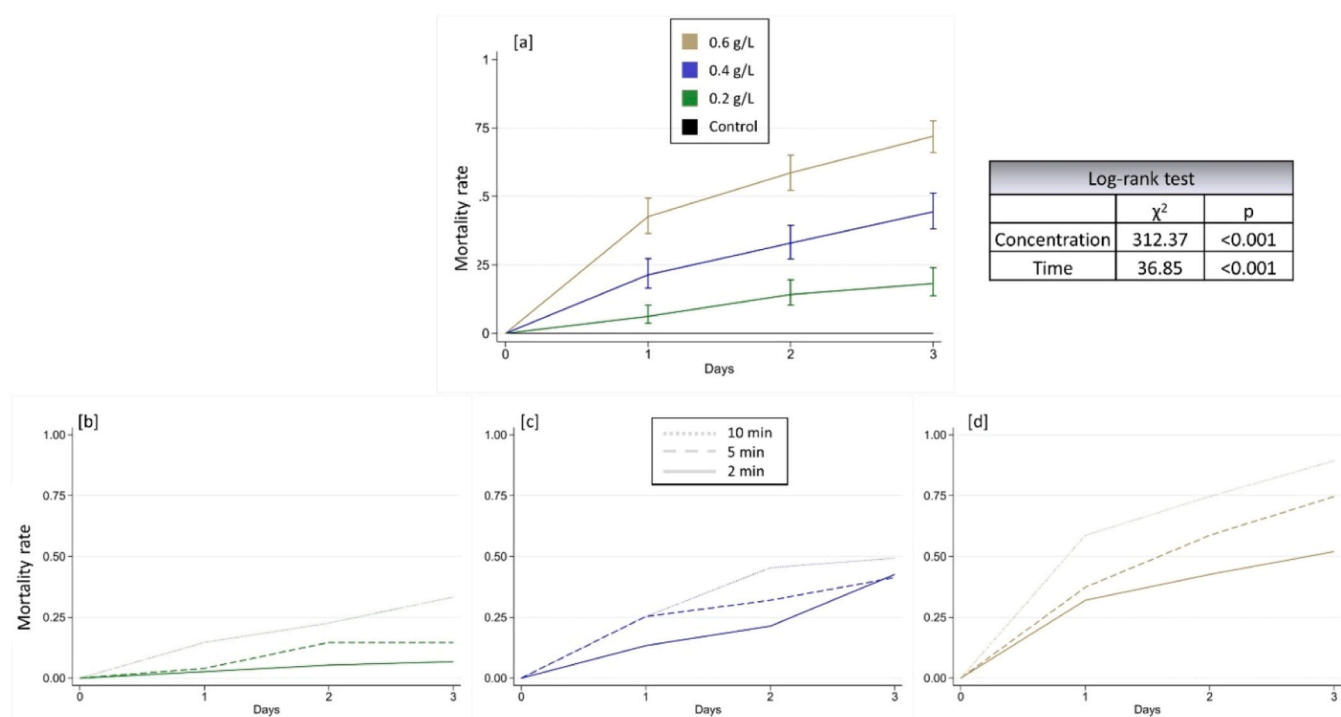 [a]
0.6 g/L
0.4 g/L
0.2 g/L
Control
1
.75
.5
.25
0
Mortality rate
0 1 2 3
Days
Log-rank test
χ² p
Concentration 312.37 <0.001
Time 36.85 <0.001
[b]
1.00
0.75
0.50
0.25
0.00
Mortality rate
0 1 2 3
Days
[c]
10 min
5 min
2 min
1.00
0.75
0.50
0.25
0.00
0 1 2 3
Days
[d]
1.00
0.75
0.50
0.25
0.00
0 1 2 3
Days